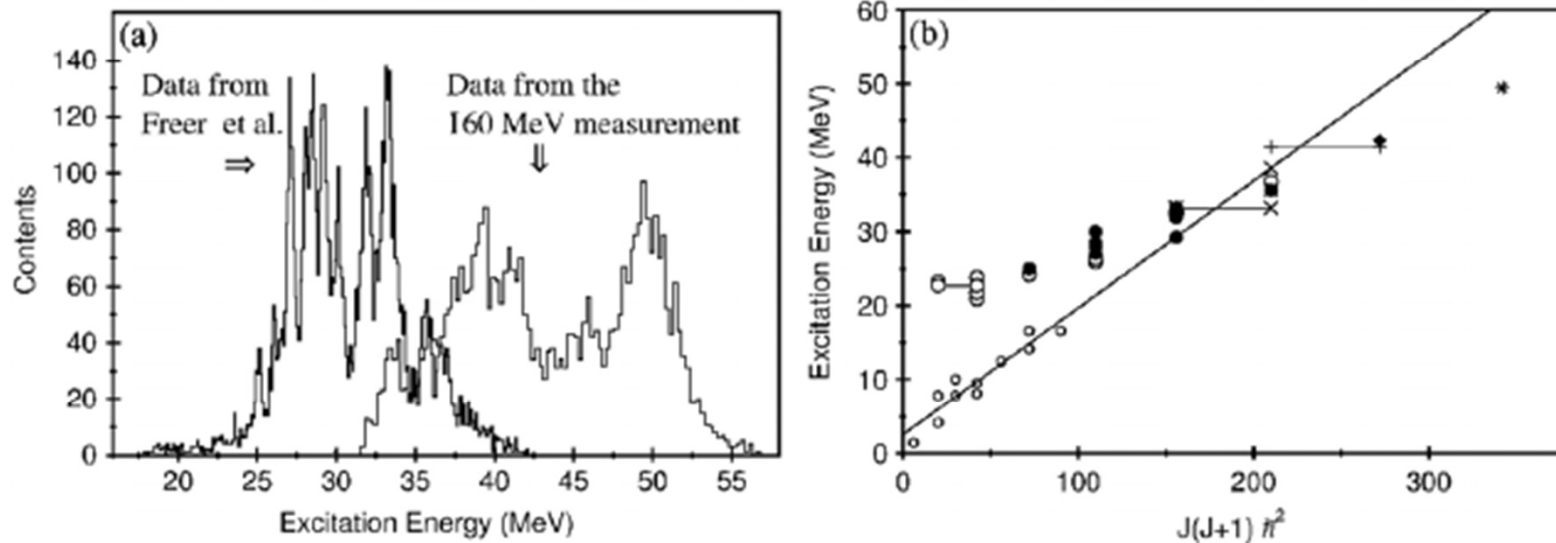 (a)
140
120
100
80
60
40
20
0
Contents
Data from
Freer et al.
⇒
Data from the
160 MeV measurement
⇓
20 25 30 35 40 45 50 55
Excitation Energy (MeV)
(b)
60
50
40
30
20
10
0
Excitation Energy (MeV)
0 100 200 300
J(J+1) ℏ²